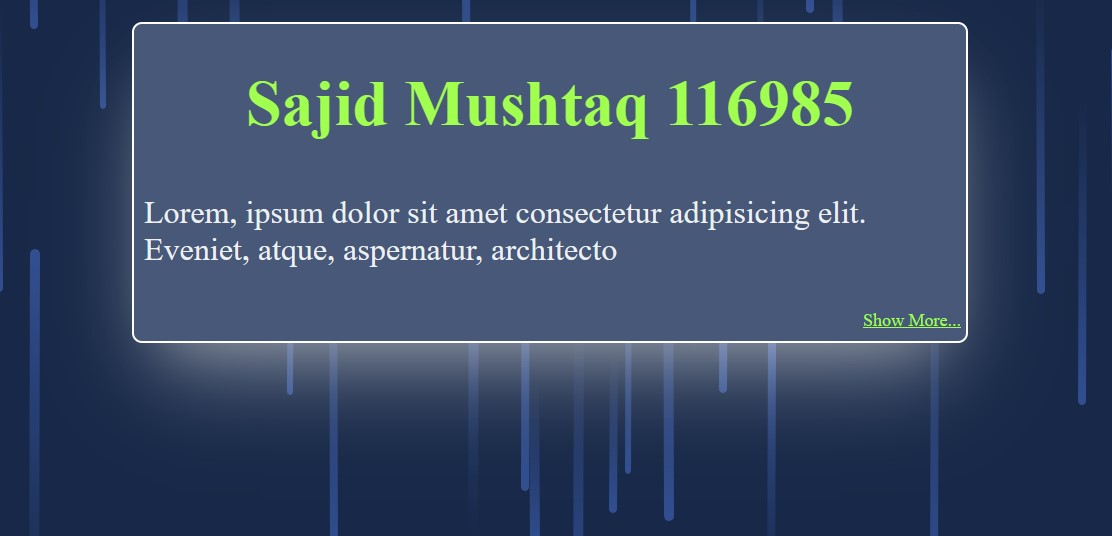 Sajid Mushtaq 116985
Lorem, ipsum dolor sit amet consectetur adipisicing elit.
Eveniet, atque, aspernatur, architecto
Show More...